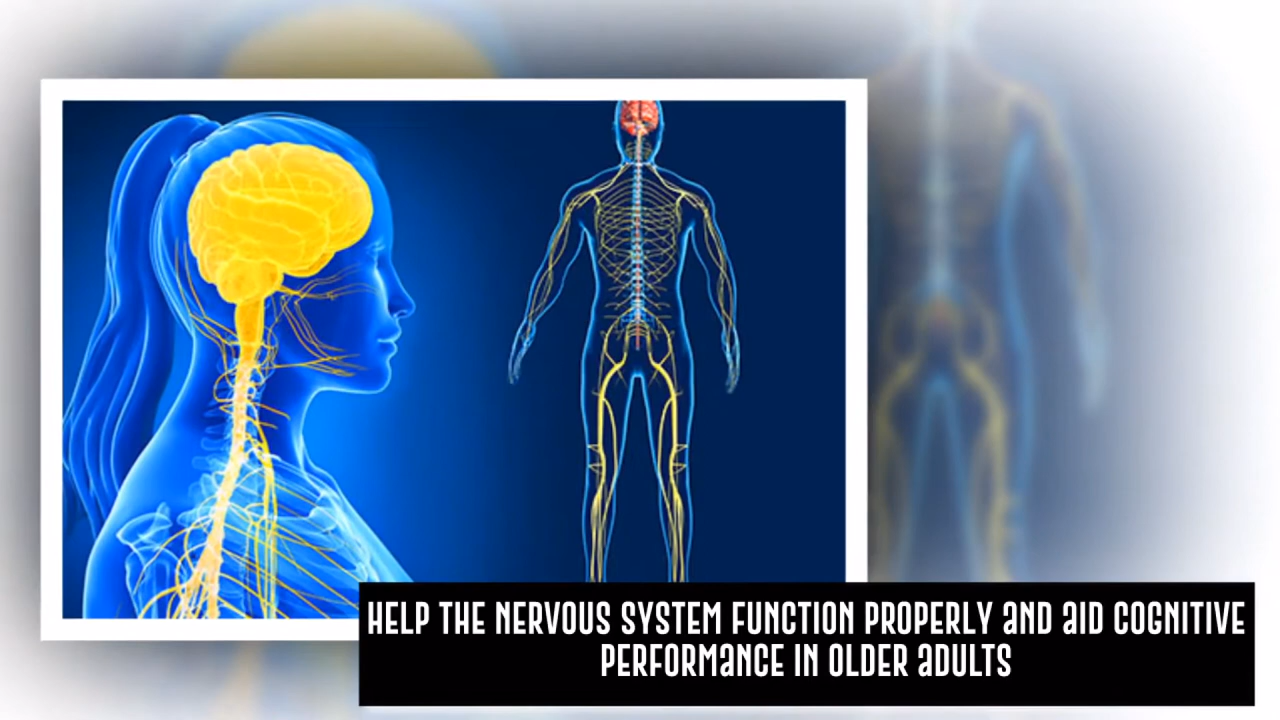 HELP THE NERVOUS SYSTEM FUNCTION PROPERLY AND AID COGNITIVE
PERFORMANCE IN OLDER ADULTS